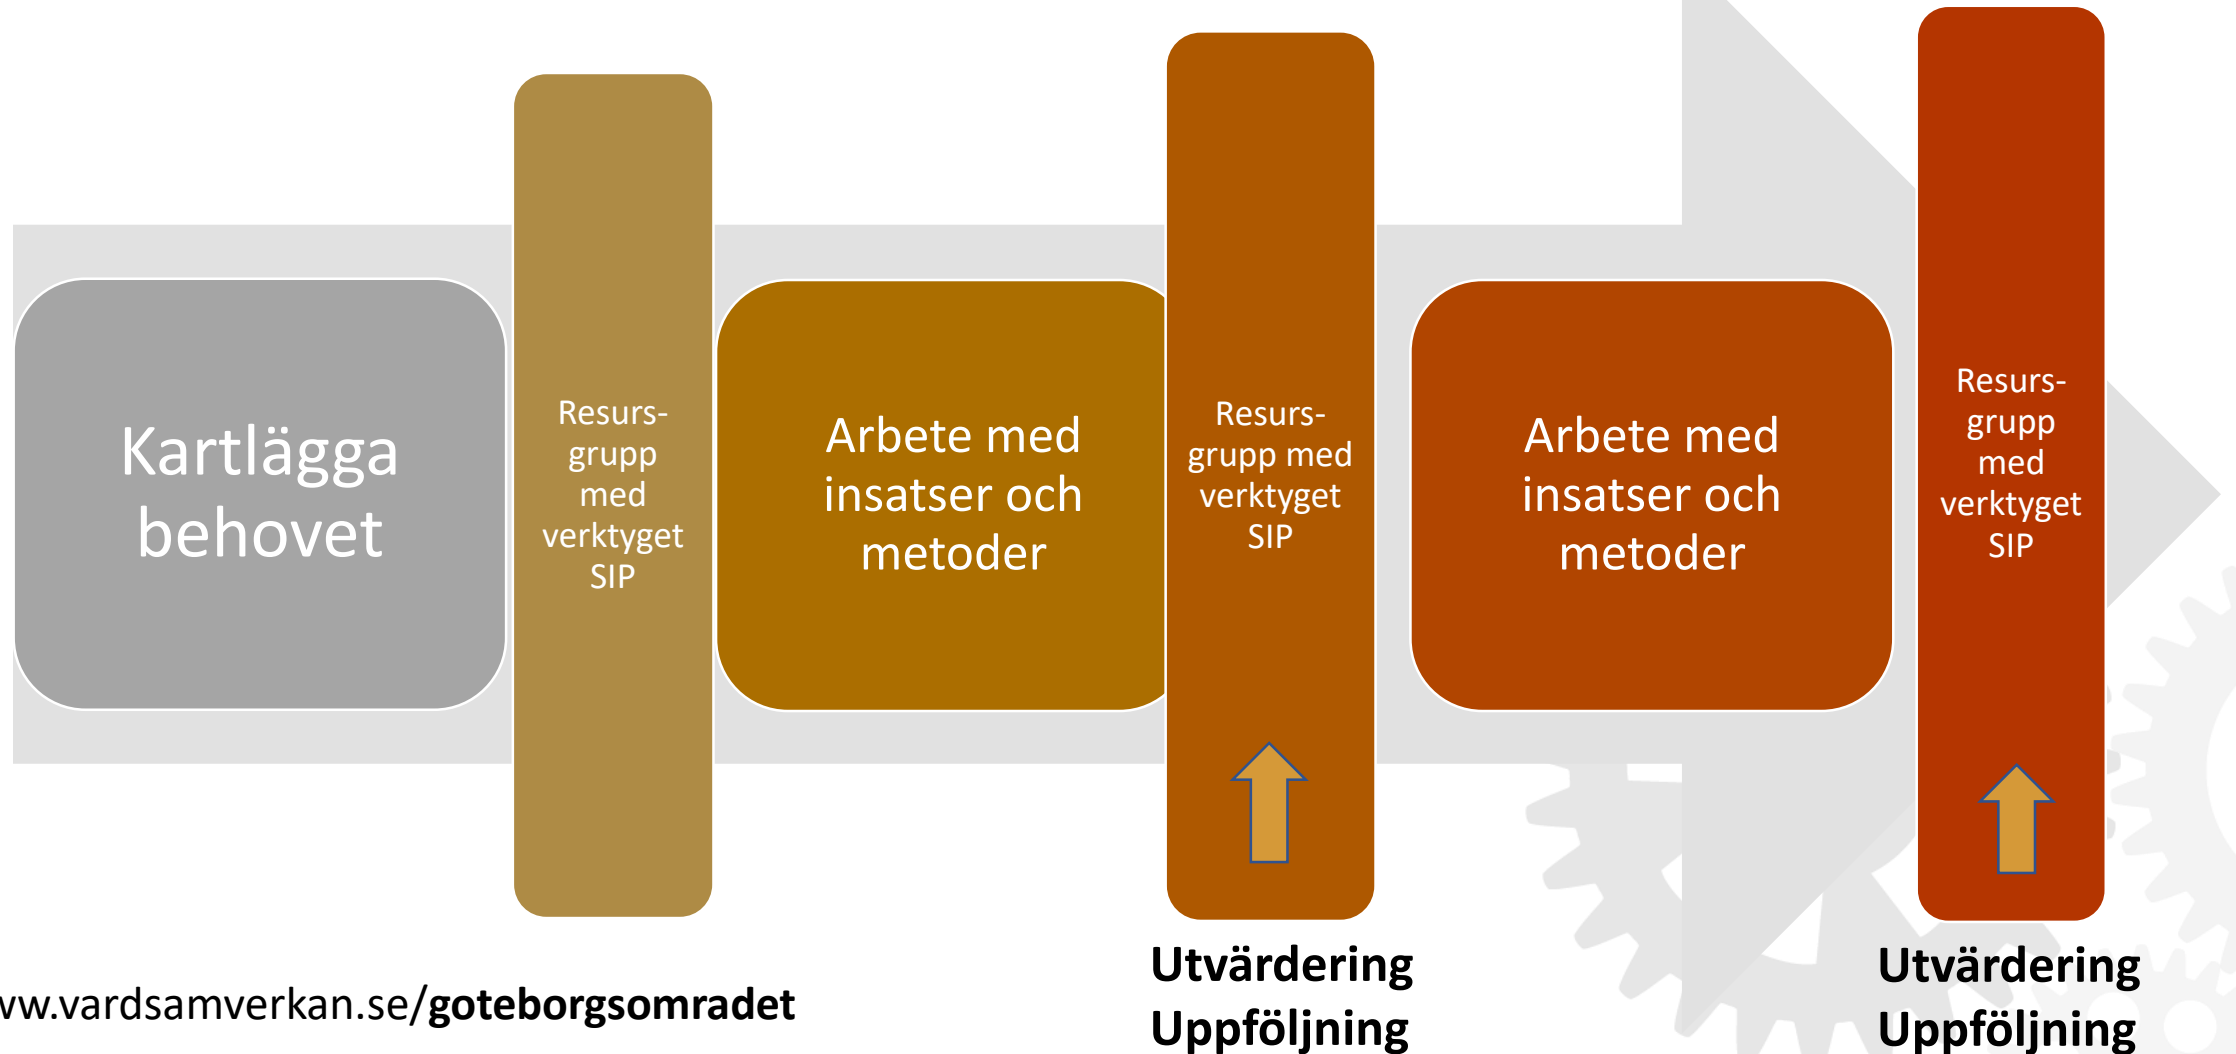 Kartlägga
behovet
Resurs-
grupp
med
verktyget
SIP
Arbete med
insatser och
metoder
Resurs-
grupp med
verktyget
SIP
Arbete med
insatser och
metoder
Resurs-
grupp
med
verktyget
SIP
Utvärdering
Uppföljning
Utvärdering
Uppföljning
ww.vardsamverkan.se/goteborgsomradet